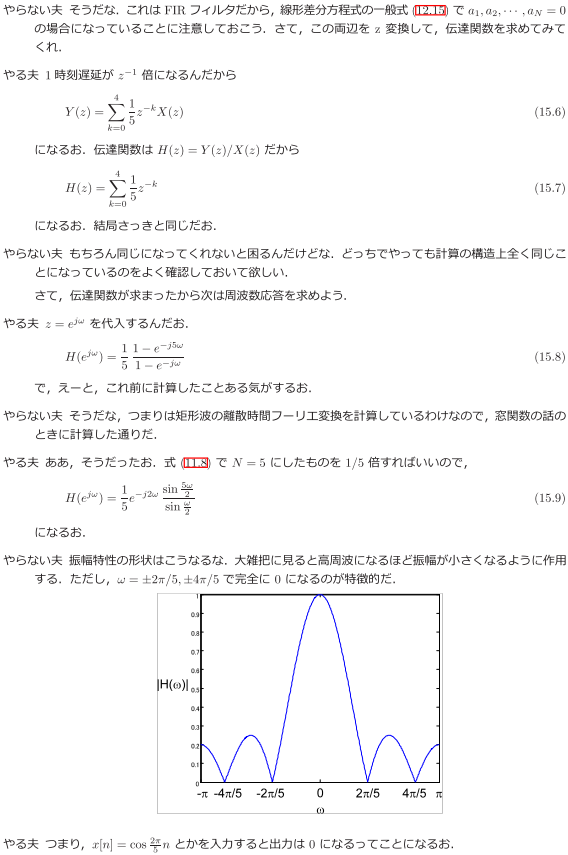 やらない夫 そうだな．これは FIR フィルタだから，線形差分方程式の一般式 (12.15) で a_1, a_2, ⋯, a_N = 0
の場合になっていることに注意しておこう．さて，この両辺を z 変換して，伝達関数を求めてみて
くれ．
やる夫 1 時刻遅延が z^{-1} 倍になるんだから
Y(z) = \sum_{k=0}^{4} \frac{1}{5} z^{-k} X(z) (15.6)
になるお．伝達関数は H(z) = Y(z)/X(z) だから
H(z) = \sum_{k=0}^{4} \frac{1}{5} z^{-k} (15.7)
になるお．結局さっきと同じだお．
やらない夫 もちろん同じになってくれないと困るんだけどな．どっちでやっても計算の構造上全く同じこ
とになっているのをよく確認しておいて欲しい．
さて，伝達関数が求まったから次は周波数応答を求めよう．
やる夫 z = e^{jω} を代入するんだお．
H(e^{jω}) = \frac{1}{5} \frac{1 - e^{-j5ω}}{1 - e^{-jω}} (15.8)
で，えーと，これ前に計算したことある気がするお．
やらない夫 そうだな，つまりは矩形波の離散時間フーリエ変換を計算しているわけなので，窓関数の話の
ときに計算した通りだ．
やる夫 ああ，そうだったお．式 (11.8) で N = 5 にしたものを 1/5 倍すればいいので，
H(e^{jω}) = \frac{1}{5} e^{-j2ω} \frac{\sin \frac{5ω}{2}}{\sin \frac{ω}{2}} (15.9)
になるお．
やらない夫 振幅特性の形状はこうなるな．大雑把に見ると高周波になるほど振幅が小さくなるように作用
する．ただし，ω = ±2π/5, ±4π/5 で完全に 0 になるのが特徴的だ．
1
0.9
0.8
0.7
0.6
|H(ω)| 0.5
0.4
0.3
0.2
0.1
0
-π -4π/5 -2π/5 0 2π/5 4π/5 π
ω
やる夫 つまり，x[n] = cos \frac{2π}{5} n とかを入力すると出力は 0 になるってことになるお．